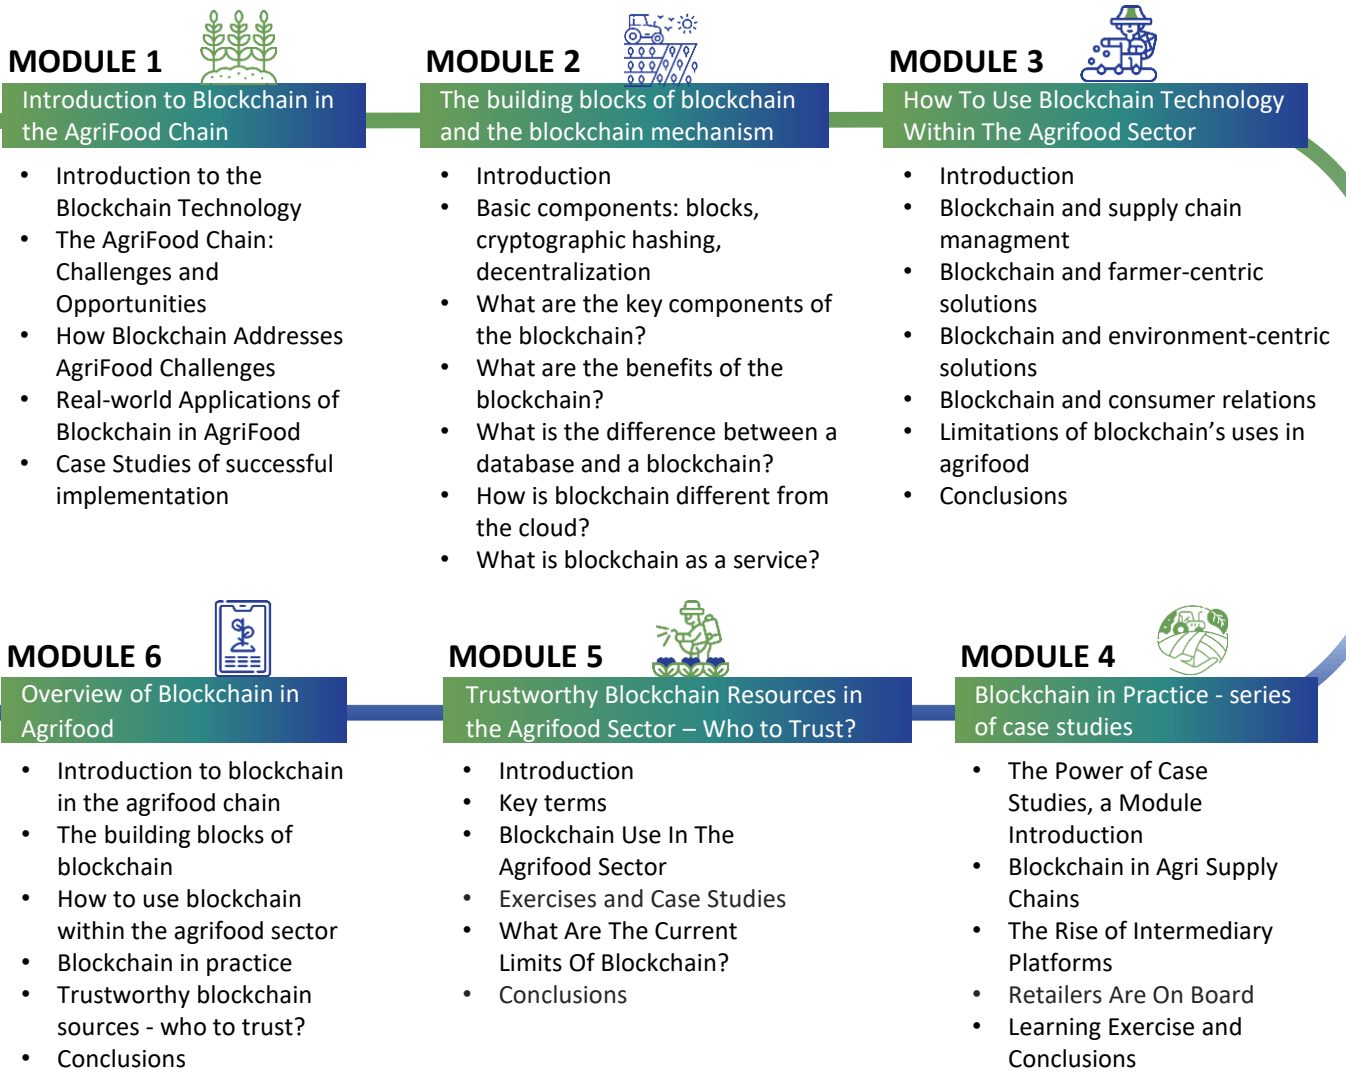 MODULE 1
Introduction to Blockchain in
the AgriFood Chain
• Introduction to the
Blockchain Technology
• The AgriFood Chain:
Challenges and
Opportunities
• How Blockchain Addresses
AgriFood Challenges
• Real-world Applications of
Blockchain in AgriFood
• Case Studies of successful
implementation
MODULE 2
The building blocks of blockchain
and the blockchain mechanism
• Introduction
• Basic components: blocks,
cryptographic hashing,
decentralization
• What are the key components of
the blockchain?
• What are the benefits of the
blockchain?
• What is the difference between a
database and a blockchain?
• How is blockchain different from
the cloud?
• What is blockchain as a service?
MODULE 3
How To Use Blockchain Technology
Within The Agrifood Sector
• Introduction
• Blockchain and supply chain
managment
• Blockchain and farmer-centric
solutions
• Blockchain and environment-centric
solutions
• Blockchain and consumer relations
• Limitations of blockchain’s uses in
agrifood
• Conclusions
MODULE 4
Blockchain in Practice - series
of case studies
• The Power of Case
Studies, a Module
Introduction
• Blockchain in Agri Supply
Chains
• The Rise of Intermediary
Platforms
• Retailers Are On Board
• Learning Exercise and
Conclusions
MODULE 5
Trustworthy Blockchain Resources in
the Agrifood Sector – Who to Trust?
• Introduction
• Key terms
• Blockchain Use In The
Agrifood Sector
• Exercises and Case Studies
• What Are The Current
Limits Of Blockchain?
• Conclusions
MODULE 6
Overview of Blockchain in
Agrifood
• Introduction to blockchain
in the agrifood chain
• The building blocks of
blockchain
• How to use blockchain
within the agrifood sector
• Blockchain in practice
• Trustworthy blockchain
sources - who to trust?
• Conclusions